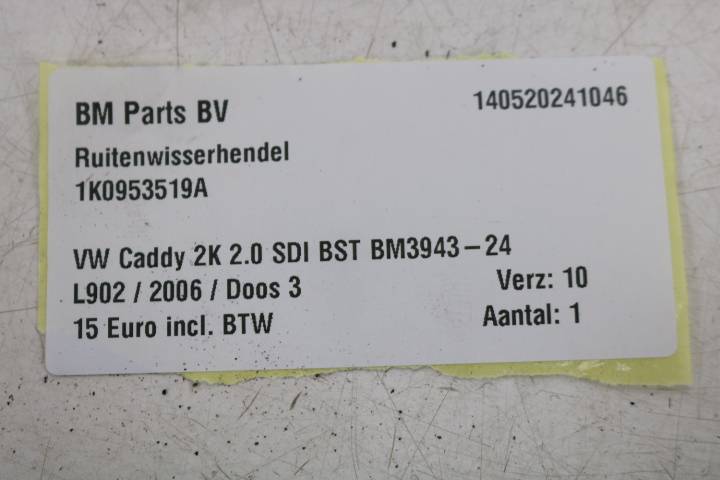 BM Parts BV 140520241046
Ruitenwisserhendel
1K0953519A
VW Caddy 2K 2.0 SDI BST BM3943-24
L902 / 2006 / Doos 3 Verz: 10
15 Euro incl. BTW Aantal: 1